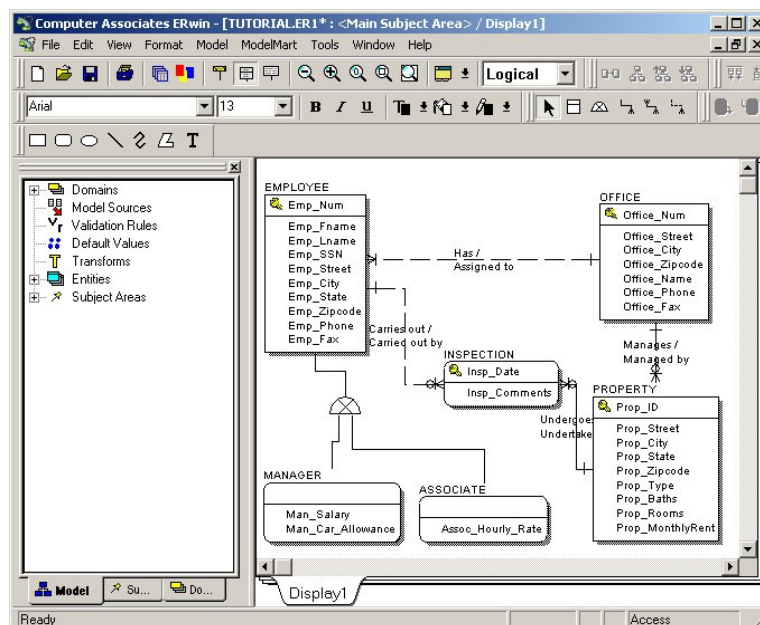 Computer Associates ERwin - [TUTORIAL.ER1* : <Main Subject Area> / Display1]
File Edit View Format Model ModelMart Tools Window Help
Logical
Arial 13 B I U T
T
Domains
Model Sources
Validation Rules
Default Values
Transforms
Entities
Subject Areas
Model Su... Do...
EMPLOYEE
Emp_Num
Emp_Fname
Emp_Lname
Emp_SSN
Emp_Street
Emp_City
Emp_State
Emp_Zipcode
Emp_Phone
Emp_Fax
Has /
Assigned to
OFFICE
Office_Num
Office_Street
Office_City
Office_Zipcode
Office_Name
Office_Phone
Office_Fax
Carries out /
Carried out by
Manages /
Managed by
INSPECTION
Insp_Date
Insp_Comments
Undergoe
Undertake
PROPERTY
Prop_ID
Prop_Street
Prop_City
Prop_State
Prop_Zipcode
Prop_Type
Prop_Baths
Prop_Rooms
Prop_MonthlyRent
MANAGER
Man_Salary
Man_Car_Allowance
ASSOCIATE
Assoc_Hourly_Rate
Display1
Ready
Access